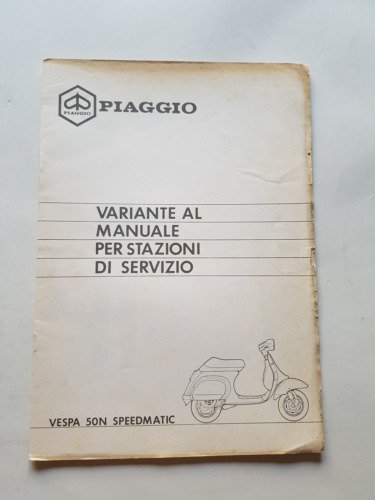 PIAGGIO
PIAGGIO
VARIANTE AL
MANUALE
PER STAZIONI
DI SERVIZIO
VESPA 50N SPEEDMATIC